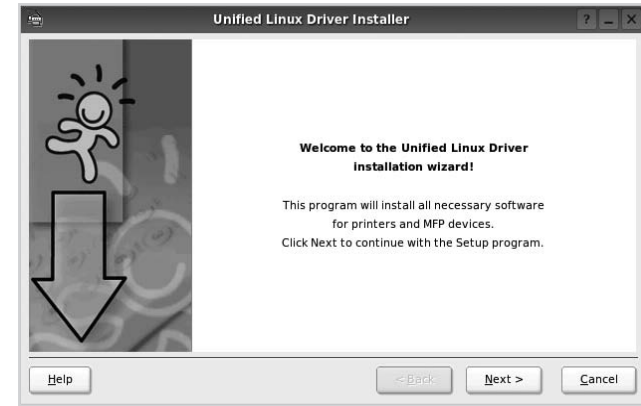 Unified Linux Driver Installer
Welcome to the Unified Linux Driver
installation wizard!
This program will install all necessary software
for printers and MFP devices.
Click Next to continue with the Setup program.
Help
< Back
Next >
Cancel